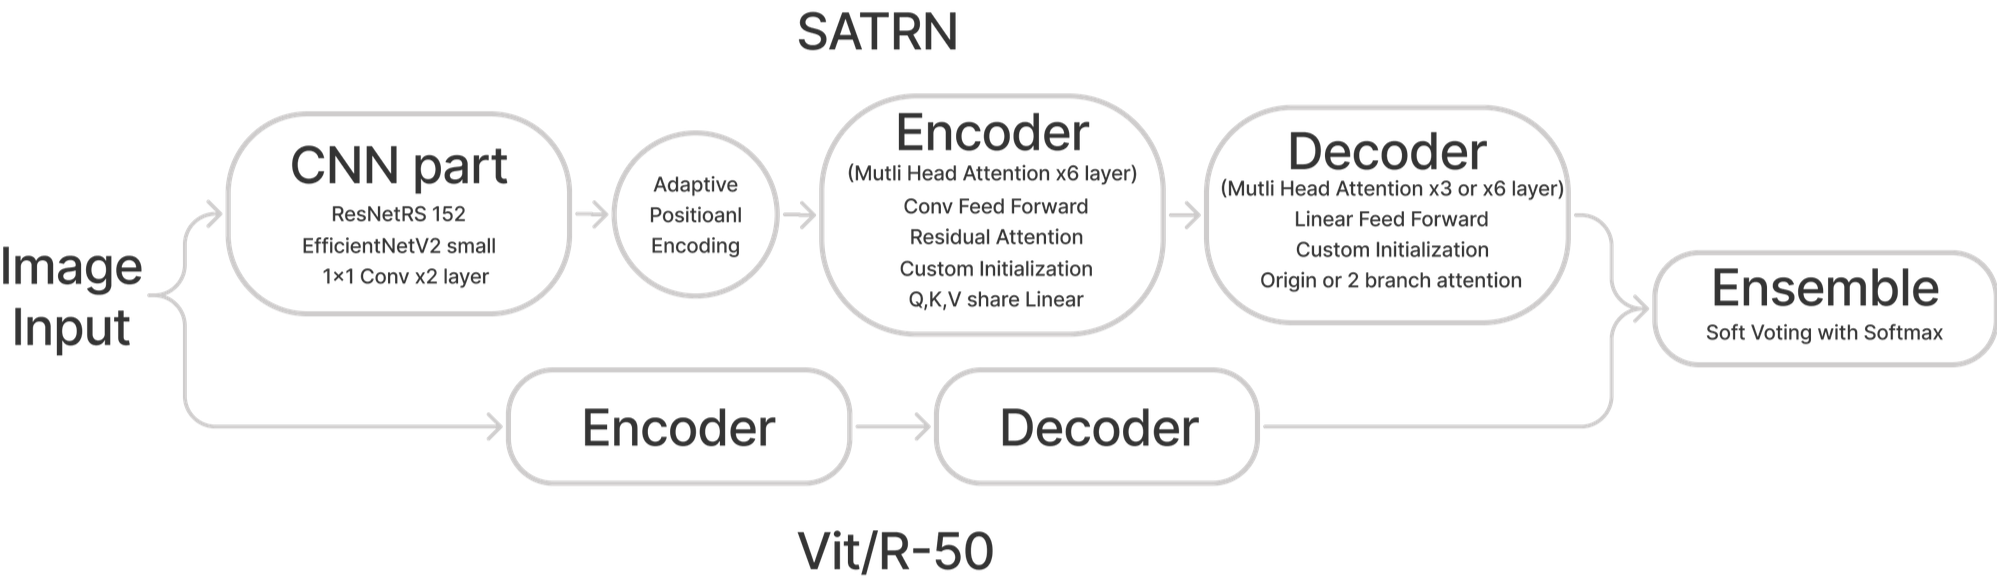 SATRN
Image
Input
CNN part
ResNetRS 152
EfficientNetV2 small
1×1 Conv x2 layer
Adaptive
Positioanl
Encoding
Encoder
(Mutli Head Attention x6 layer)
Conv Feed Forward
Residual Attention
Custom Initialization
Q,K,V share Linear
Decoder
(Mutli Head Attention x3 or x6 layer)
Linear Feed Forward
Custom Initialization
Origin or 2 branch attention
Encoder
Decoder
Ensemble
Soft Voting with Softmax
Vit/R-50